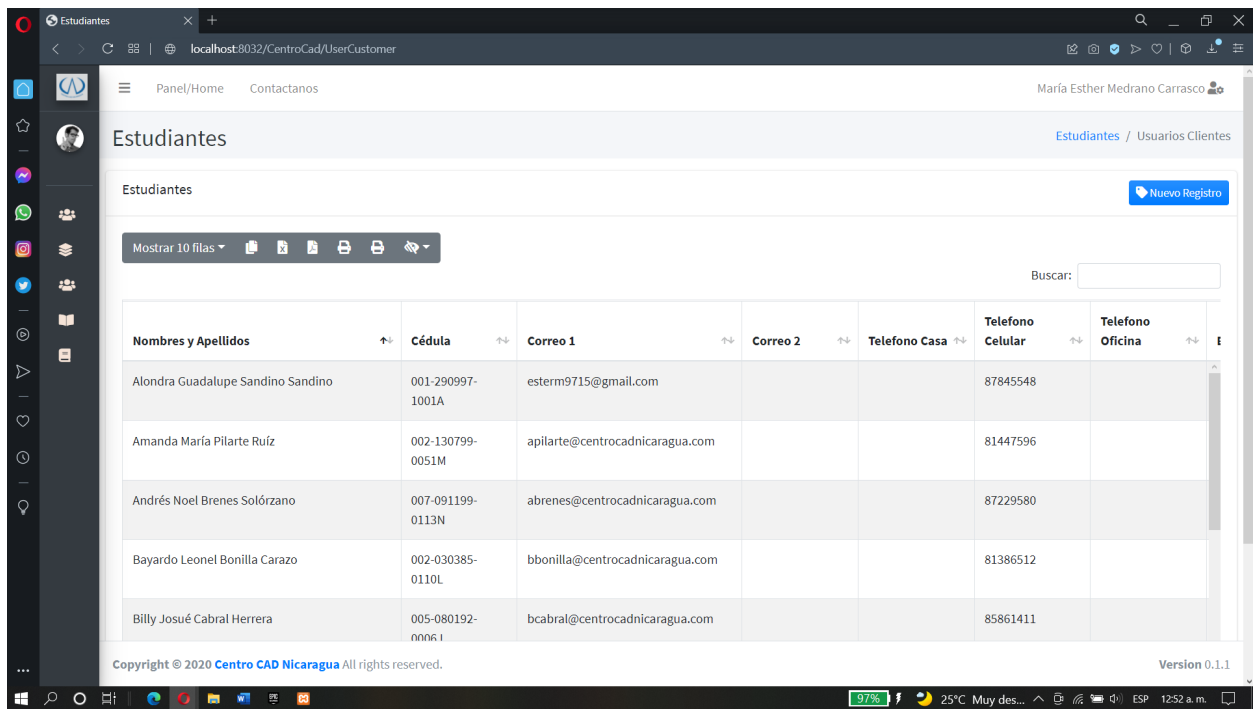 Estudiantes
localhost:8032/CentroCad/UserCustomer
Panel/Home Contactanos María Esther Medrano Carrasco
Estudiantes Estudiantes / Usuarios Clientes
Estudiantes Nuevo Registro
Mostrar 10 filas
Buscar:
Nombres y Apellidos Cédula Correo 1 Correo 2 Telefono Casa Telefono Celular Telefono Oficina
Alondra Guadalupe Sandino Sandino 001-290997-1001A esterm9715@gmail.com 87845548
Amanda María Pilarte Ruíz 002-130799-0051M apilarte@centrocadnicaragua.com 81447596
Andrés Noel Brenes Solórzano 007-091199-0113N abrenes@centrocadnicaragua.com 87229580
Bayardo Leonel Bonilla Carazo 002-030385-0110L bbonilla@centrocadnicaragua.com 81386512
Billy Josué Cabral Herrera 005-080192- bcabral@centrocadnicaragua.com 85861411
Copyright © 2020 Centro CAD Nicaragua All rights reserved. Version 0.1.1
97% 25°C Muy des... ESP 12:52 a. m.